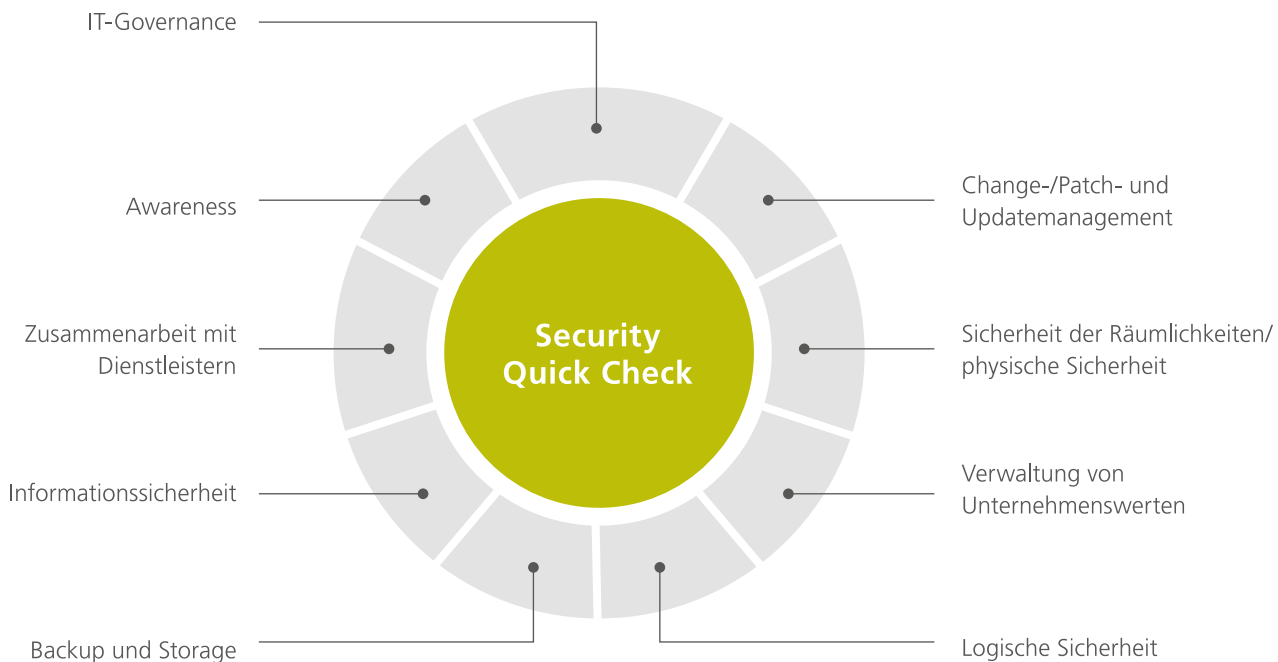 IT-Governance
Awareness
Zusammenarbeit mit
Dienstleistern
Informationssicherheit
Backup und Storage
Security
Quick Check
Change-/Patch- und
Updatemanagement
Sicherheit der Räumlichkeiten/
physische Sicherheit
Verwaltung von
Unternehmenswerten
Logische Sicherheit